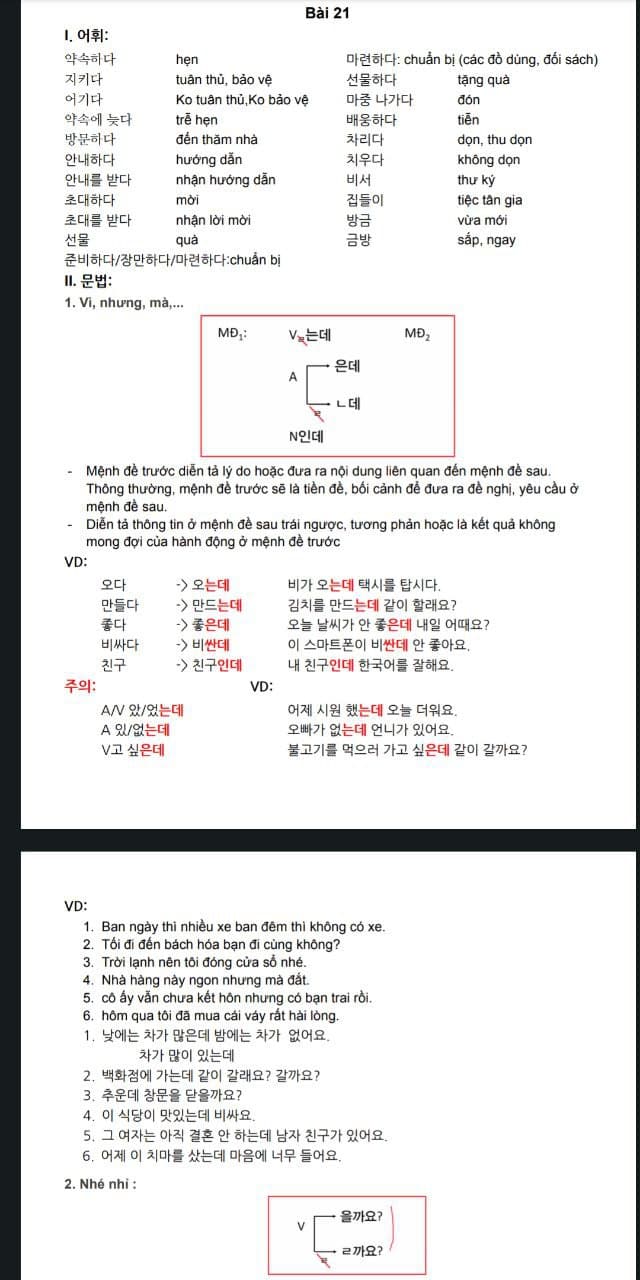 Bài 21
I. 어휘:
약속하다 hẹn 마련하다: chuẩn bị (các đồ dùng, đối sách)
지키다 tuân thủ, bảo vệ 선물하다 tặng quà
어기다 Ko tuân thủ,Ko bảo vệ 마중 나가다 đón
약속에 늦다 trễ hẹn 배웅하다 tiễn
방문하다 đến thăm nhà 차리다 dọn, thu dọn
안내하다 hướng dẫn 치우다 không dọn
안내를 받다 nhận hướng dẫn 비서 thư ký
초대하다 mời 집들이 tiệc tân gia
초대를 받다 nhận lời mời 방금 vừa mới
선물 quà 금방 sắp, ngay
준비하다/장만하다/마련하다:chuẩn bị
II. 문법:
1. Vì, nhưng, mà,...
MĐ1: V는데 MĐ2
A 은데
ㄴ데
N인데
- Mệnh đề trước diễn tả lý do hoặc đưa ra nội dung liên quan đến mệnh đề sau.
Thông thường, mệnh đề trước sẽ là tiền đề, bối cảnh để đưa ra đề nghị, yêu cầu ở
mệnh đề sau.
- Diễn tả thông tin ở mệnh đề sau trái ngược, tương phản hoặc là kết quả không
mong đợi của hành động ở mệnh đề trước
VD:
오다 -> 오는데 비가 오는데 택시를 탑시다.
만들다 -> 만드는데 김치를 만드는데 같이 할래요?
좋다 -> 좋은데 오늘 날씨가 안 좋은데 내일 어때요?
비싸다 -> 비싼데 이 스마트폰이 비싼데 안 좋아요.
친구 -> 친구인데 내 친구인데 한국어를 잘해요.
주의: VD:
A/V 았/었는데 어제 시원 했는데 오늘 더워요.
A 있/없는데 오빠가 없는데 언니가 있어요.
V고 싶은데 불고기를 먹으러 가고 싶은데 같이 갈까요?
VD:
1. Ban ngày thì nhiều xe ban đêm thì không có xe.
2. Tối đi đến bách hóa bạn đi cùng không?
3. Trời lạnh nên tôi đóng cửa sổ nhé.
4. Nhà hàng này ngon nhưng mà đắt.
5. cô ấy vẫn chưa kết hôn nhưng có bạn trai rồi.
6. hôm qua tôi đã mua cái váy rất hài lòng.
1. 낮에는 차가 많은데 밤에는 차가 없어요.
차가 많이 있는데
2. 백화점에 가는데 같이 갈래요? 갈까요?
3. 추운데 창문을 닫을까요?
4. 이 식당이 맛있는데 비싸요.
5. 그 여자는 아직 결혼 안 하는데 남자 친구가 있어요.
6. 어제 이 치마를 샀는데 마음에 너무 들어요.
2. Nhé nhỉ :
V 을까요?
ㄹ까요?